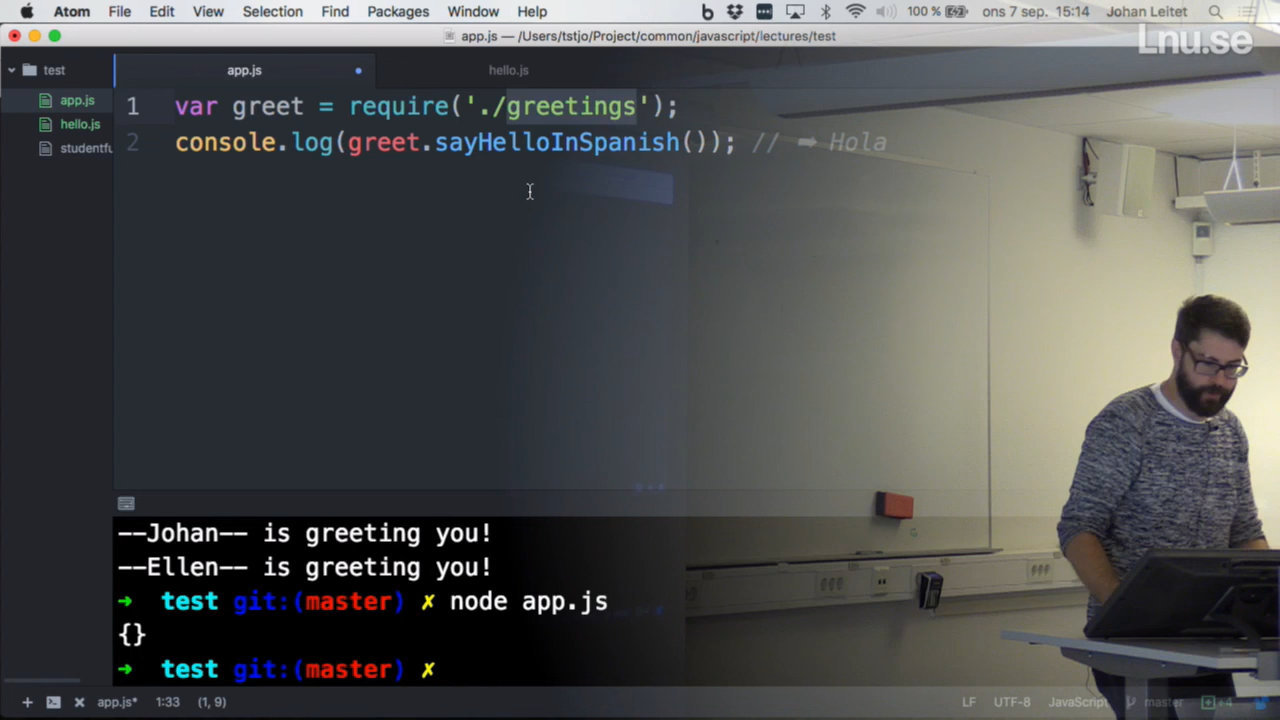 Atom File Edit View Selection Find Packages Window Help 100 % ons 7 sep. 15:14 Johan Leitet
app.js — /Users/tstjo/Project/common/javascript/lectures/test
Lnu.se
test
app.js
hello.js
app.js
hello.js
studentfu
1 var greet = require('./greetings');
2 console.log(greet.sayHelloInSpanish()); // ➡ Hola
——Johan—— is greeting you!
——Ellen—— is greeting you!
➜ test git:(master) ✗ node app.js
{}
➜ test git:(master) ✗
app.js* 1:33 (1, 9) LF UTF-8 JavaScript master +4